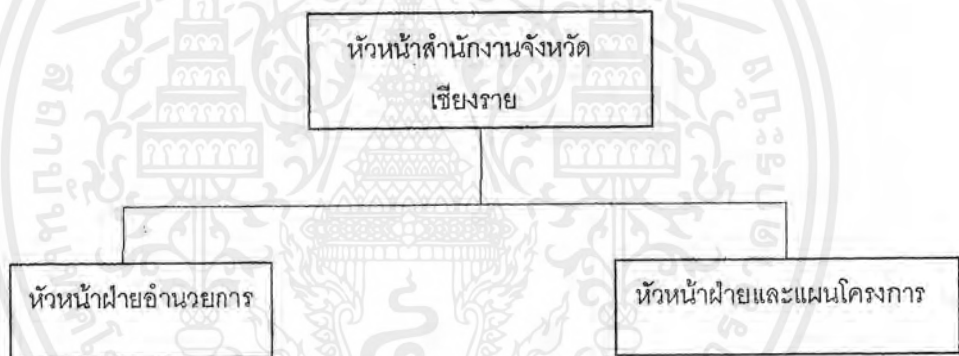 หัวหน้าสำนักงานจังหวัด
เชียงราย
หัวหน้าฝ่ายอำนวยการ
หัวหน้าฝ่ายและแผนโครงการ